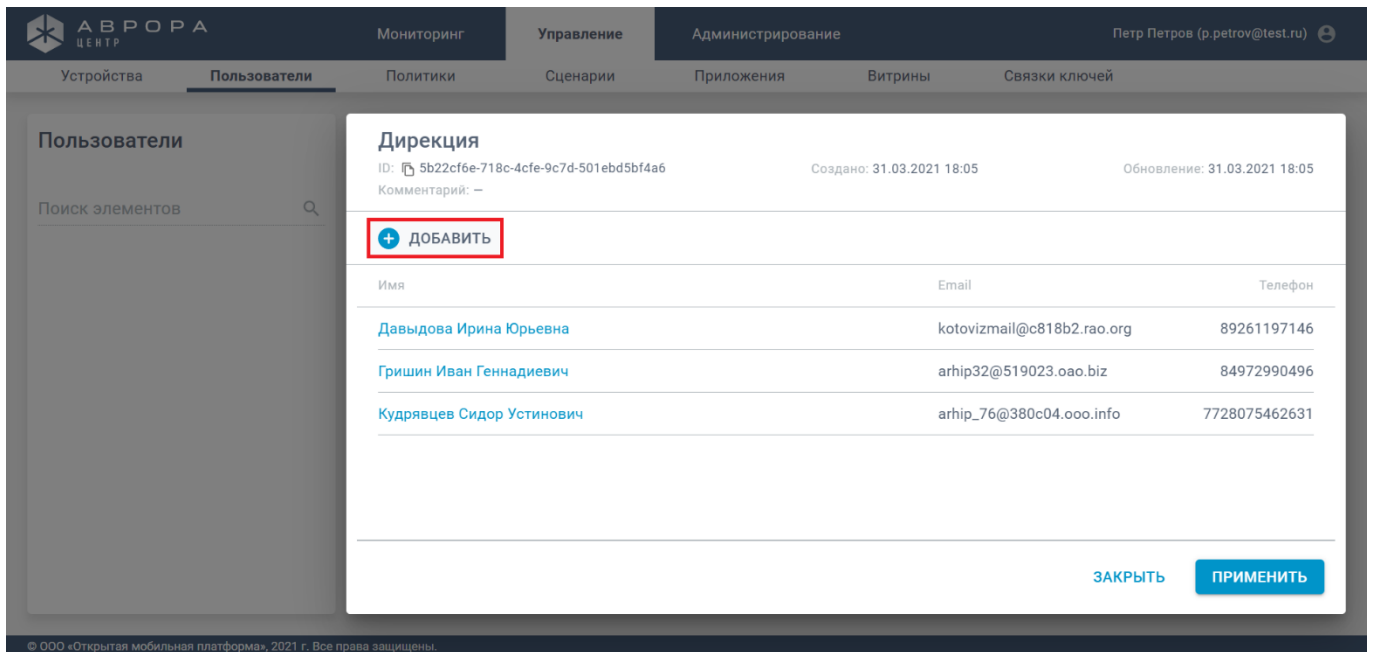 АВРОРА
ЦЕНТР
Мониторинг Управление Администрирование Петр Петров (p.petrov@test.ru)
Устройства Пользователи Политики Сценарии Приложения Витрины Связки ключей
Пользователи
Поиск элементов
Дирекция
ID: 5b22cf6e-718c-4cfe-9c7d-501ebd5bf4a6 Создано: 31.03.2021 18:05 Обновление: 31.03.2021 18:05
Комментарий: —
ДОБАВИТЬ
Имя Email Телефон
Давыдова Ирина Юрьевна kotovizmail@c818b2.rao.org 89261197146
Гришин Иван Геннадиевич arhip32@519023.oao.biz 84972990496
Кудрявцев Сидор Устинович arhip_76@380c04.ooo.info 7728075462631
ЗАКРЫТЬ ПРИМЕНИТЬ
© ООО «Открытая мобильная платформа», 2021 г. Все права защищены.